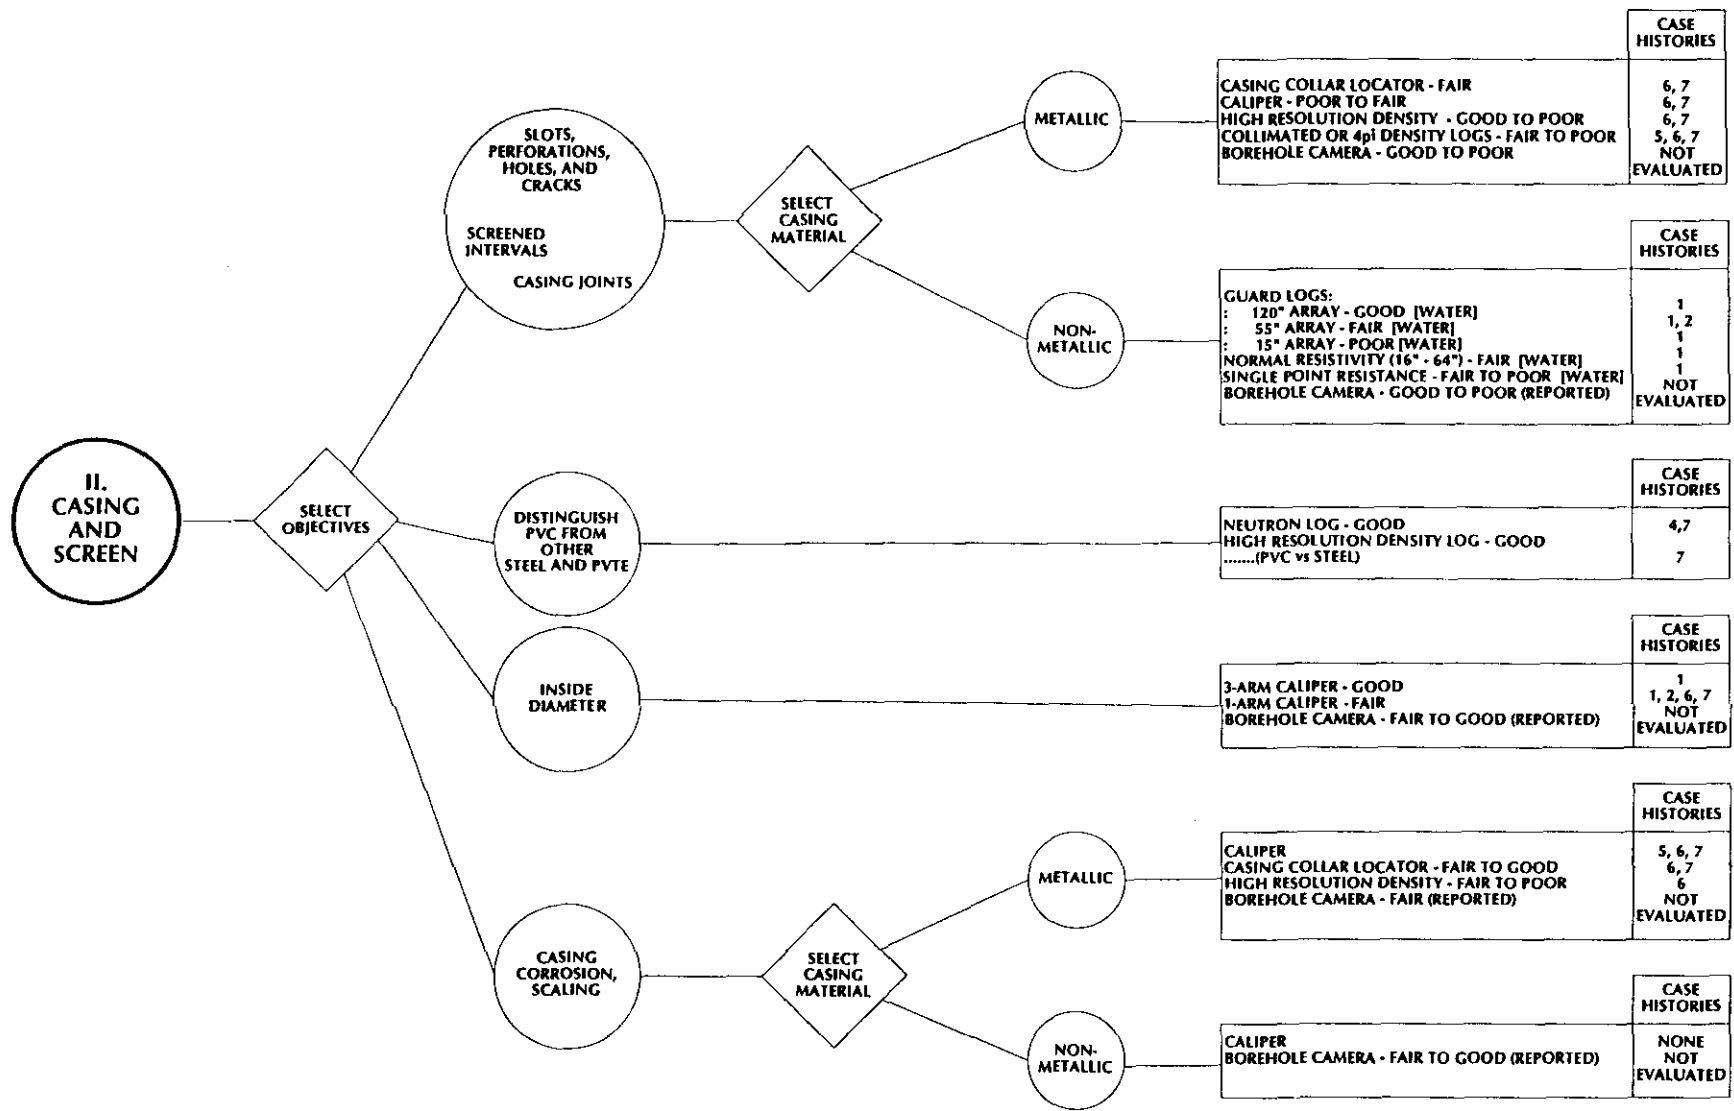 II.
CASING
AND
SCREEN
SELECT
OBJECTIVES
SLOTS,
PERFORATIONS,
HOLES, AND
CRACKS
SCREENED
INTERVALS
CASING JOINTS
SELECT
CASING
MATERIAL
METALLIC
CASE
HISTORIES
CASING COLLAR LOCATOR - FAIR
CALIPER - POOR TO FAIR
HIGH RESOLUTION DENSITY - GOOD TO POOR
COLLIMATED OR 4pi DENSITY LOGS - FAIR TO POOR
BOREHOLE CAMERA - GOOD TO POOR
6, 7
6, 7
6, 7
5, 6, 7
NOT
EVALUATED
NON-
METALLIC
CASE
HISTORIES
GUARD LOGS:
: 120" ARRAY - GOOD [WATER]
: 55" ARRAY - FAIR [WATER]
: 15" ARRAY - POOR [WATER]
NORMAL RESISTIVITY (16" - 64") - FAIR [WATER]
SINGLE POINT RESISTANCE - FAIR TO POOR [WATER]
BOREHOLE CAMERA - GOOD TO POOR (REPORTED)
1
1, 2
1
1
1
NOT
EVALUATED
DISTINGUISH
PVC FROM
OTHER
STEEL AND PVTE
CASE
HISTORIES
NEUTRON LOG - GOOD
HIGH RESOLUTION DENSITY LOG - GOOD
.......(PVC vs STEEL)
4,7
7
INSIDE
DIAMETER
CASE
HISTORIES
3-ARM CALIPER - GOOD
1-ARM CALIPER - FAIR
BOREHOLE CAMERA - FAIR TO GOOD (REPORTED)
1
1, 2, 6, 7
NOT
EVALUATED
CASING
CORROSION,
SCALING
SELECT
CASING
MATERIAL
METALLIC
CASE
HISTORIES
CALIPER
CASING COLLAR LOCATOR - FAIR TO GOOD
HIGH RESOLUTION DENSITY - FAIR TO POOR
BOREHOLE CAMERA - FAIR (REPORTED)
5, 6, 7
6,7
6
NOT
EVALUATED
NON-
METALLIC
CASE
HISTORIES
CALIPER
BOREHOLE CAMERA - FAIR TO GOOD (REPORTED)
NONE
NOT
EVALUATED